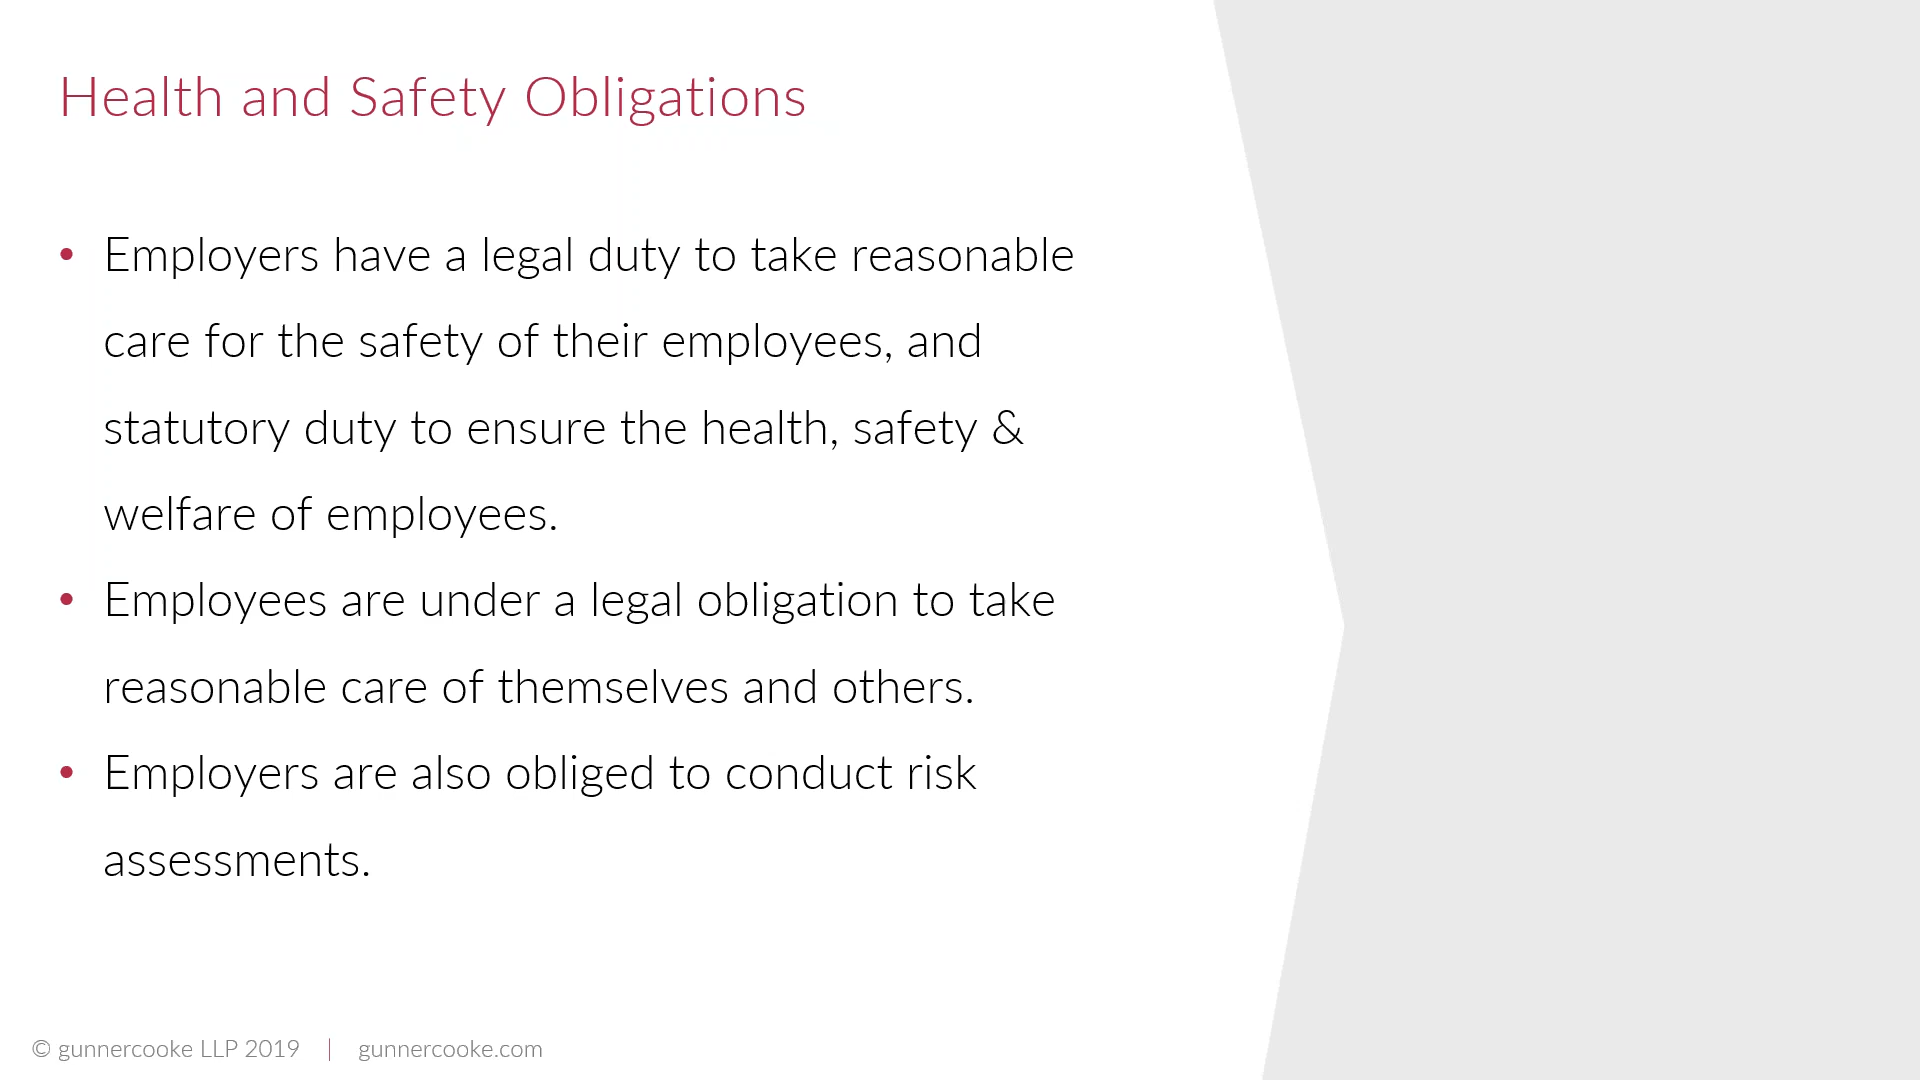 Health and Safety Obligations
• Employers have a legal duty to take reasonable
care for the safety of their employees, and
statutory duty to ensure the health, safety &
welfare of employees.
• Employees are under a legal obligation to take
reasonable care of themselves and others.
• Employers are also obliged to conduct risk
assessments.
© gunnercooke LLP 2019 | gunnercooke.com